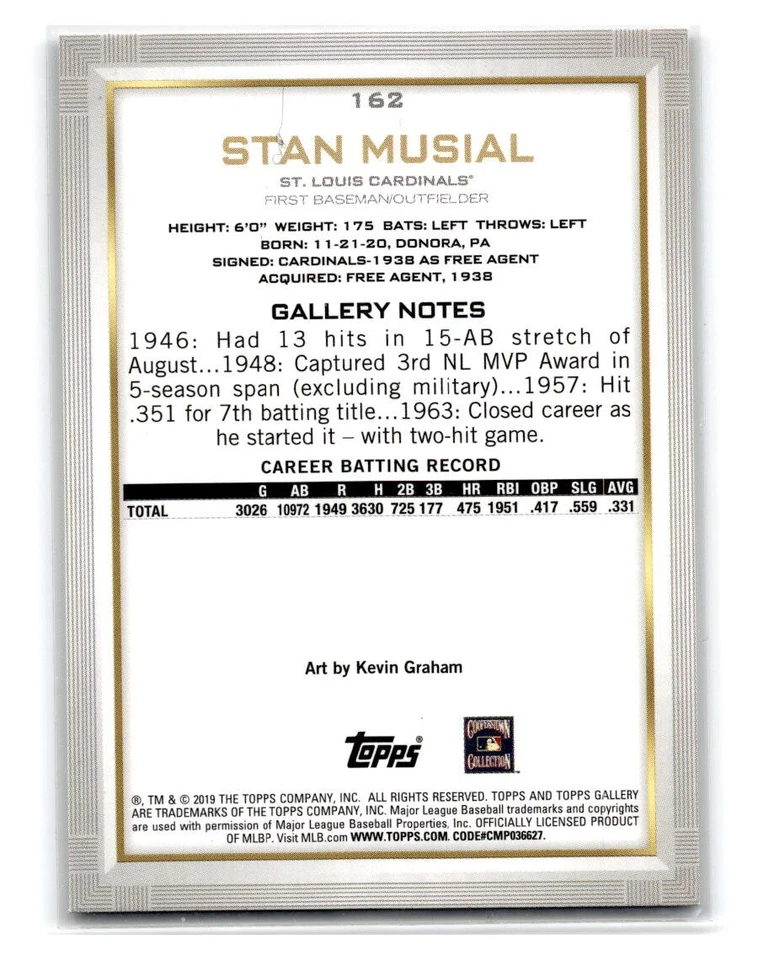 162
STAN MUSIAL
ST. LOUIS CARDINALS®
FIRST BASEMAN/OUTFIELDER
HEIGHT: 6'0" WEIGHT: 175 BATS: LEFT THROWS: LEFT
BORN: 11-21-20, DONORA, PA
SIGNED: CARDINALS-1938 AS FREE AGENT
ACQUIRED: FREE AGENT, 1938
GALLERY NOTES
1946: Had 13 hits in 15-AB stretch of
August...1948: Captured 3rd NL MVP Award in
5-season span (excluding military)...1957: Hit
.351 for 7th batting title...1963: Closed career as
he started it – with two-hit game.
CAREER BATTING RECORD
G AB R H 2B 3B HR RBI OBP SLG AVG
TOTAL 3026 10972 1949 3630 725 177 475 1951 .417 .559 .331
Art by Kevin Graham
TOPPS®
COOPERSTOWN COLLECTION™
®, TM & © 2019 THE TOPPS COMPANY, INC. ALL RIGHTS RESERVED. TOPPS AND TOPPS GALLERY
ARE TRADEMARKS OF THE TOPPS COMPANY, INC. Major League Baseball trademarks and copyrights
are used with permission of Major League Baseball Properties, Inc. OFFICIALLY LICENSED PRODUCT
OF MLBP. Visit MLB.com WWW.TOPPS.COM. CODE#CMP036627.